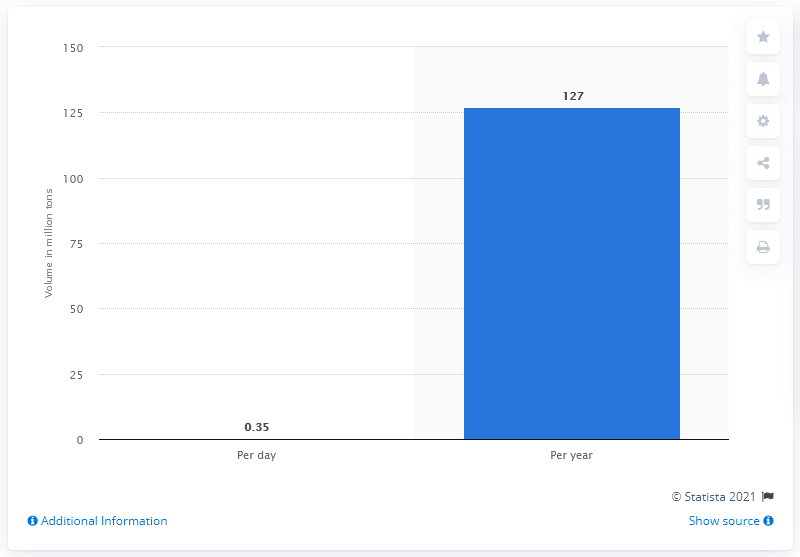 150
127
125
100
75
50
25
0
Volume in million tons
0.35
Per day
Per year
© Statista 2021
Additional Information
Show source